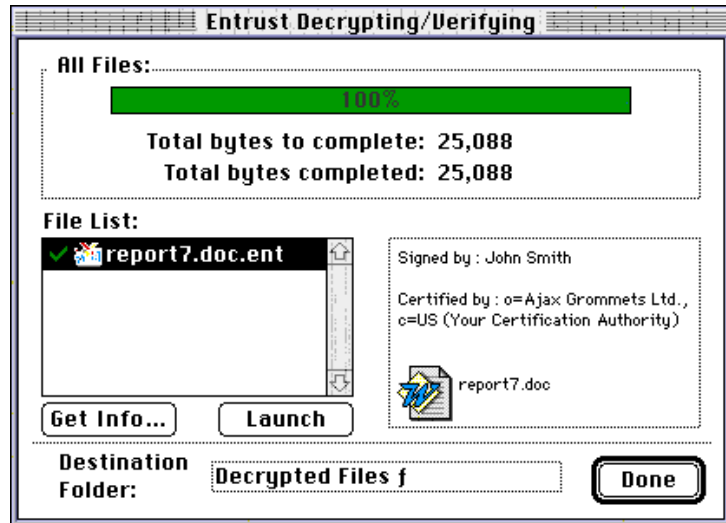 Entrust Decrypting/Verifying
All Files:
100%
Total bytes to complete: 25,088
Total bytes completed: 25,088
File List:
report7.doc.ent
Signed by : John Smith
Certified by : o=Ajax Grommets Ltd.,
c=US (Your Certification Authority)
report7.doc
Get Info...
Launch
Destination
Folder:
Decrypted Files ƒ
Done